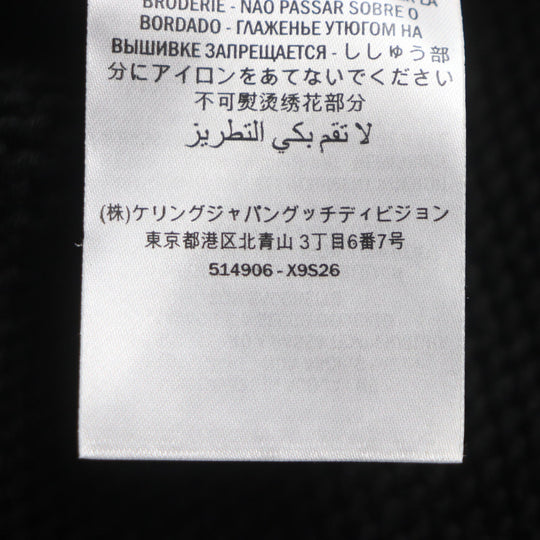 BRODERIE - NÃO PASSAR SOBRE O
BORDADO - ГЛАЖЕНЬЕ УТЮГОМ НА
ВЫШИВКЕ ЗАПРЕЩАЕТСЯ - ししゅう部
分にアイロンをあてないでください
不可熨烫绣花部分
لا تقم بكي التطريز
(株)ケリングジャパングッチディビジョン
東京都港区北青山 3丁目6番7号
514906 - X9S26